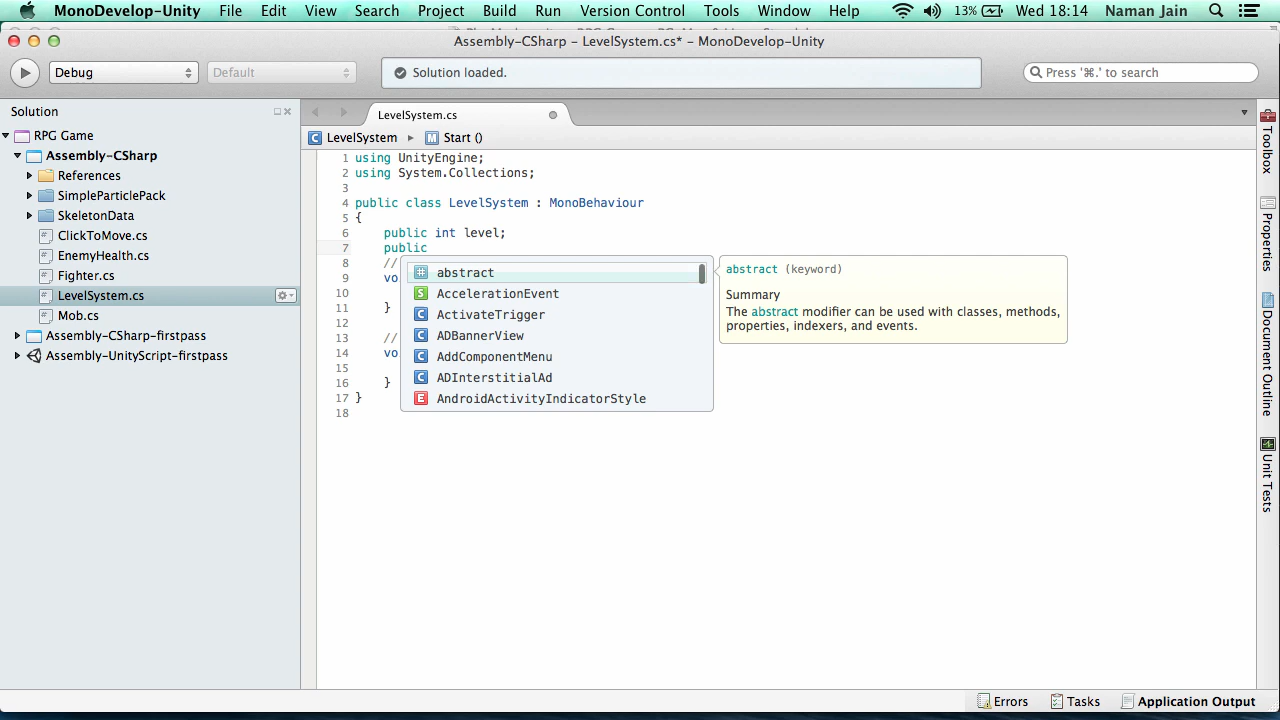 MonoDevelop-Unity File Edit View Search Project Build Run Version Control Tools Window Help 13% Wed 18:14 Naman Jain
Assembly-CSharp – LevelSystem.cs* – MonoDevelop-Unity
Debug Default Solution loaded. Press '⌘.' to search
Solution
RPG Game
Assembly-CSharp
References
SimpleParticlePack
SkeletonData
ClickToMove.cs
EnemyHealth.cs
Fighter.cs
LevelSystem.cs
Mob.cs
Assembly-CSharp-firstpass
Assembly-UnityScript-firstpass
LevelSystem.cs
LevelSystem Start ()
1 using UnityEngine;
2 using System.Collections;
3
4 public class LevelSystem : MonoBehaviour
5 {
6 public int level;
7 public
8 //
9 vo
10
11 }
12
13 //
14 vo
15
16 }
17 }
18
abstract
AccelerationEvent
ActivateTrigger
ADBannerView
AddComponentMenu
ADInterstitialAd
AndroidActivityIndicatorStyle
abstract (keyword)
Summary
The abstract modifier can be used with classes, methods,
properties, indexers, and events.
Toolbox
Properties
Document Outline
Unit Tests
Errors Tasks Application Output